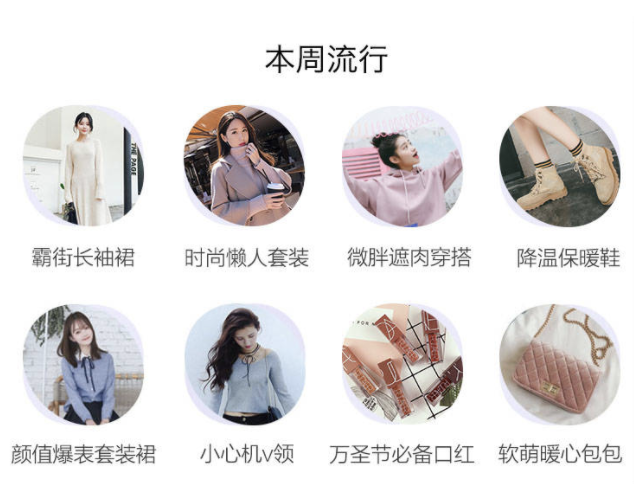 本周流行
霸街长袖裙
时尚懒人套装
微胖遮肉穿搭
降温保暖鞋
颜值爆表套装裙
小心机v领
万圣节必备口红
软萌暖心包包
THE PAGE